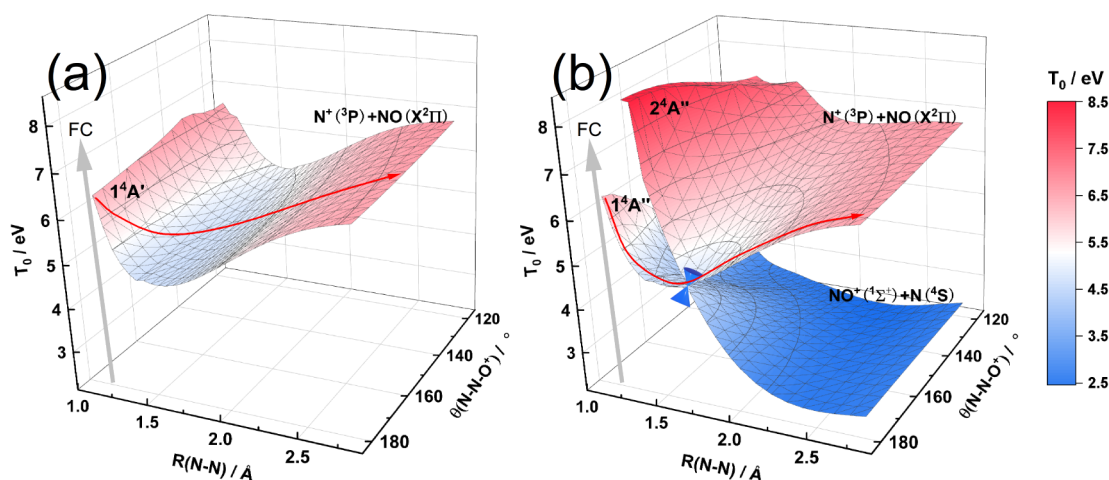 (a)
FC
1⁴A'
N⁺(³P)+NO(X²Π)
T₀ / eV
8
7
6
5
4
3
1.0
1.5
2.0
2.5
R(N-N) / Å
120
140
160
180
θ(N-N-O⁺) / °
(b)
FC
2⁴A''
1⁴A''
N⁺(³P)+NO(X²Π)
NO⁺(¹Σ⁺)+N(⁴S)
T₀ / eV
8
7
6
5
4
3
1.0
1.5
2.0
2.5
R(N-N) / Å
120
140
160
180
θ(N-N-O⁺) / °
T₀ / eV
8.5
7.5
6.5
5.5
4.5
3.5
2.5